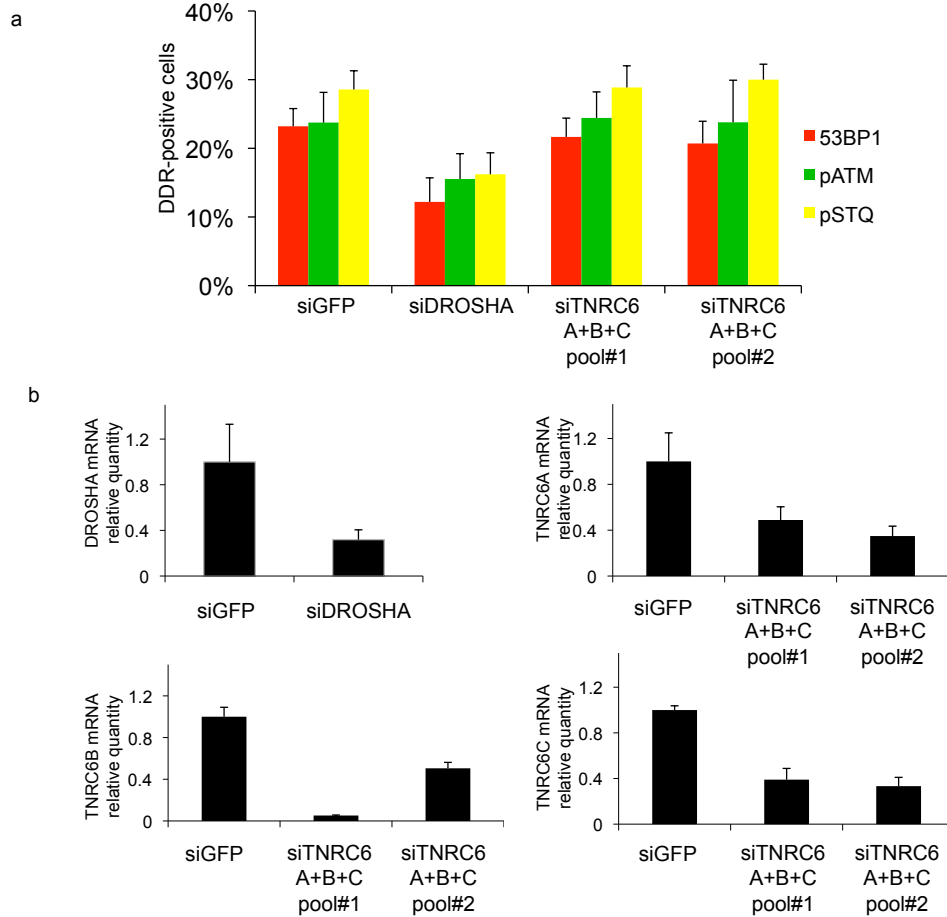 a
40%
30%
20%
10%
0%
DDR-positive cells
53BP1
pATM
pSTQ
siGFP
siDROSHA
siTNRC6
A+B+C
pool#1
siTNRC6
A+B+C
pool#2
b
DROSHA mRNA
relative quantity
1.2
0.8
0.4
0
siGFP
siDROSHA
TNRC6A mRNA
relative quantity
1.2
0.8
0.4
0
siGFP
siTNRC6
A+B+C
pool#1
siTNRC6
A+B+C
pool#2
TNRC6B mRNA
relative quantity
1.2
0.8
0.4
0
siGFP
siTNRC6
A+B+C
pool#1
siTNRC6
A+B+C
pool#2
TNRC6C mRNA
relative quantity
1.2
0.8
0.4
0
siGFP
siTNRC6
A+B+C
pool#1
siTNRC6
A+B+C
pool#2